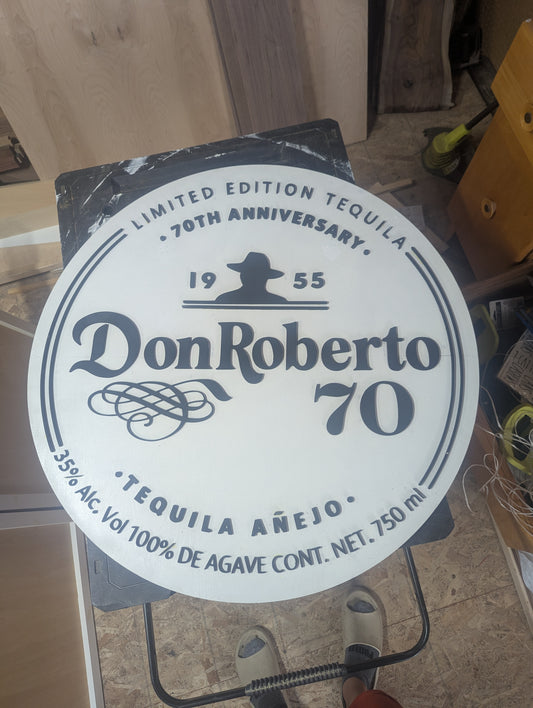 LIMITED EDITION TEQUILA
•70TH ANNIVERSARY•
19 55
DonRoberto
70
•TEQUILA AÑEJO•
35% Alc. Vol 100% DE AGAVE CONT. NET. 750 ml